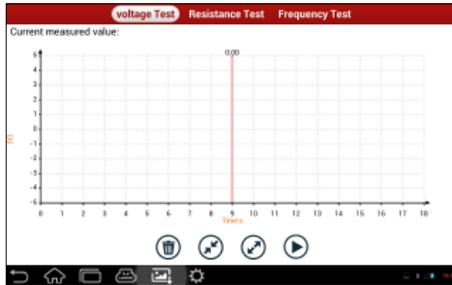 voltage Test Resistance Test Frequency Test
Current measured value:
0.00
5
4
3
2
1
0
-1
-2
-3
-4
-5
(V)
0 1 2 3 4 5 6 7 8 9 10 11 12 13 14 15 16 17 18
Times